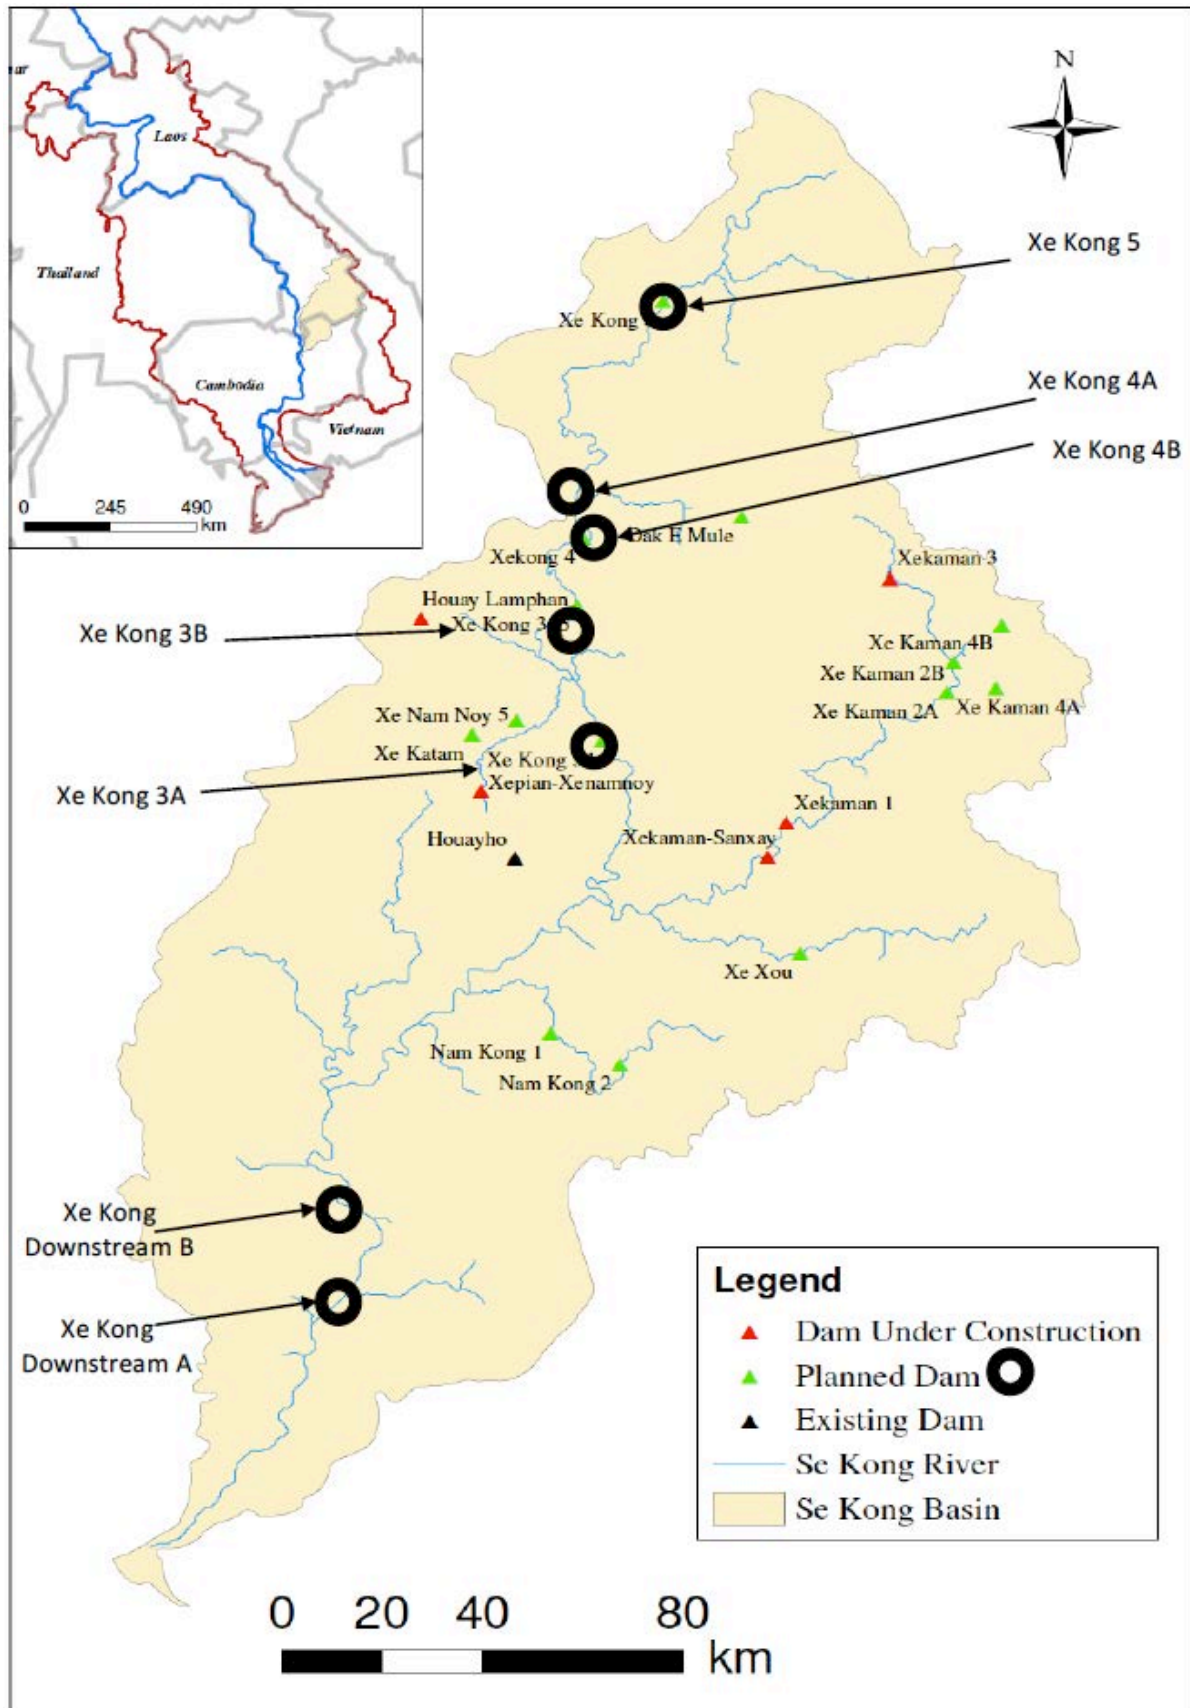 mar
Laos
Thailand
Cambodia
Vietnam
0 245 490
km
N
Xe Kong 5
Xe Kong
Xe Kong 4A
Xe Kong 4B
Dak E Mule
Xekong 4
Xekaman 3
Houay Lamphan
Xe Kong 3B
Xe Kong
Xe Kaman 4B
Xe Kaman 2B
Xe Kaman 2A
Xe Kaman 4A
Xe Nam Noy 5
Xe Katam
Xe Kong
Xe Kong 3A
Xepian-Xenamnoy
Xekaman 1
Houayho
Xekaman-Sanxay
Xe Xou
Nam Kong 1
Nam Kong 2
Xe Kong
Downstream B
Xe Kong
Downstream A
Legend
Dam Under Construction
Planned Dam
Existing Dam
Se Kong River
Se Kong Basin
0 20 40 80
km